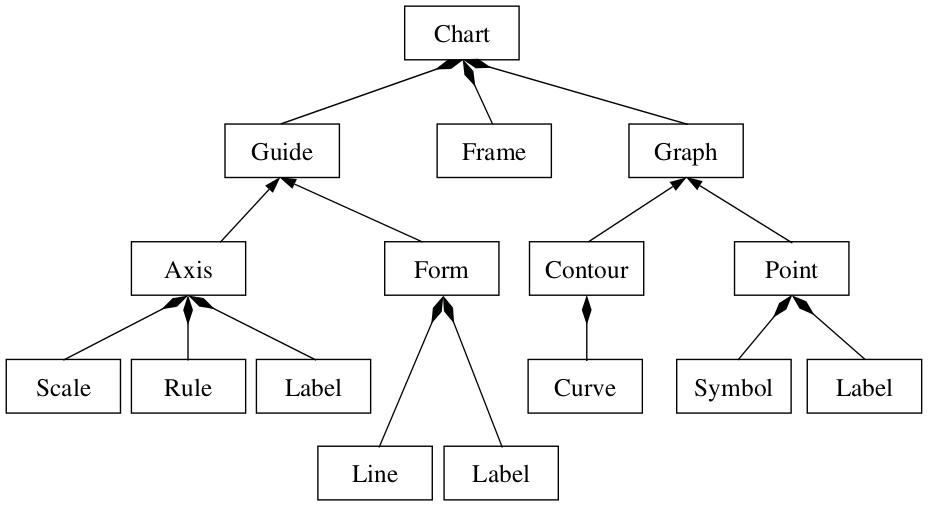 Chart
Guide
Frame
Graph
Axis
Form
Contour
Point
Scale
Rule
Label
Curve
Symbol
Label
Line
Label